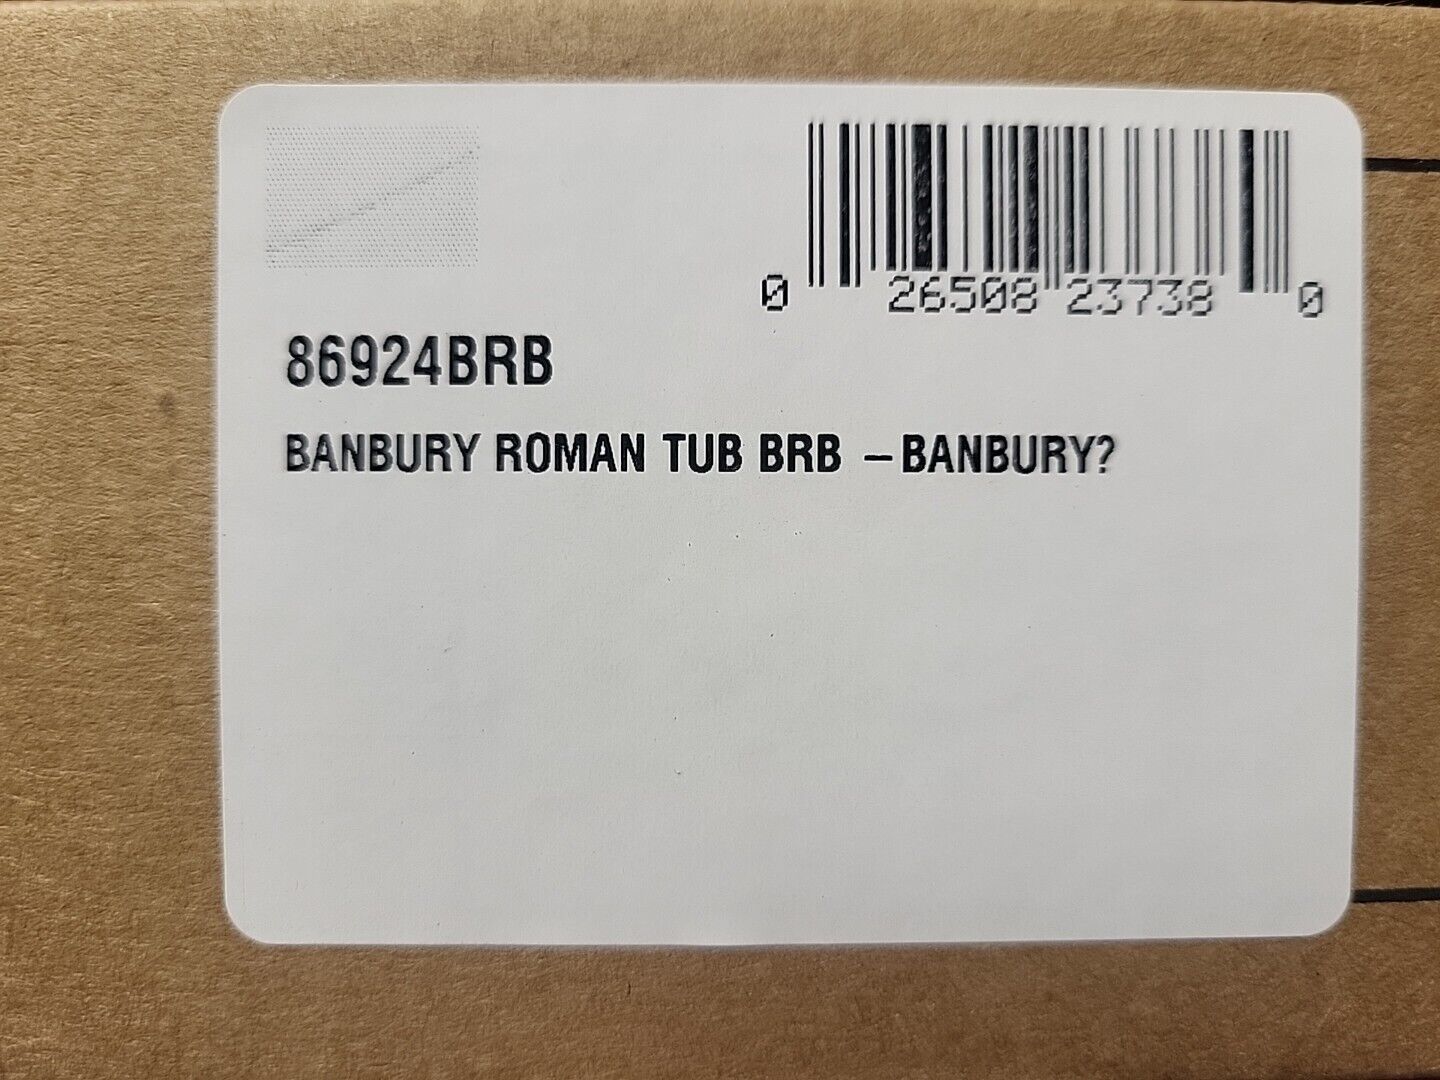 0 26508 23738 0
86924BRB
BANBURY ROMAN TUB BRB –BANBURY?